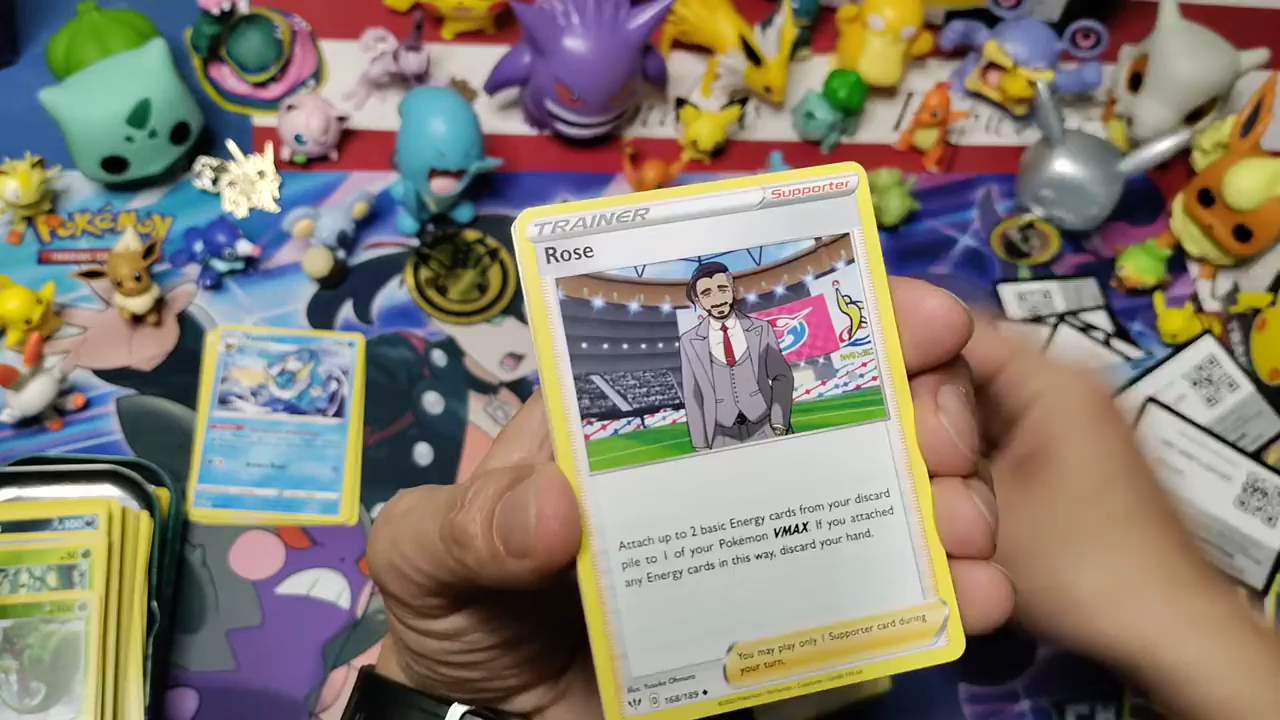 TRAINER
Supporter
Rose
Attach up to 2 basic Energy cards from your discard
pile to 1 of your Pokémon VMAX. If you attached
any Energy cards in this way, discard your hand.
You may play only 1 Supporter card during
your turn.
Illus. Yusuke Ohmura
D 168/189
POKÉMON